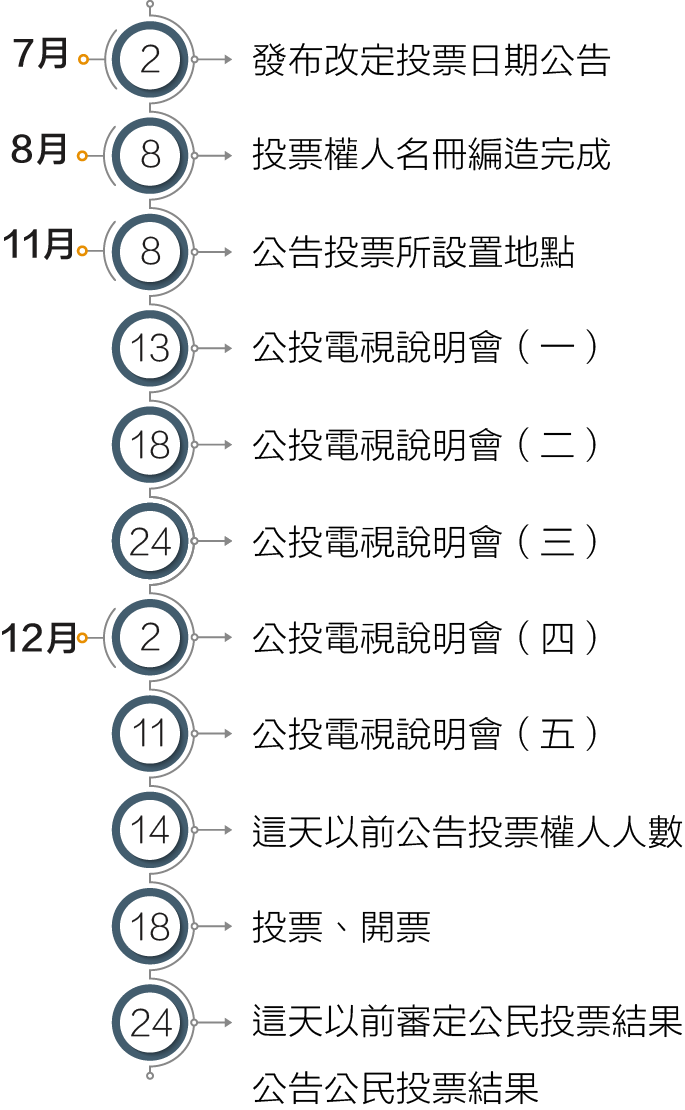 7月 2 發布改定投票日期公告
8月 8 投票權人名冊編造完成
11月 8 公告投票所設置地點
13 公投電視說明會（一）
18 公投電視說明會（二）
24 公投電視說明會（三）
12月 2 公投電視說明會（四）
11 公投電視說明會（五）
14 這天以前公告投票權人人數
18 投票、開票
24 這天以前審定公民投票結果
公告公民投票結果